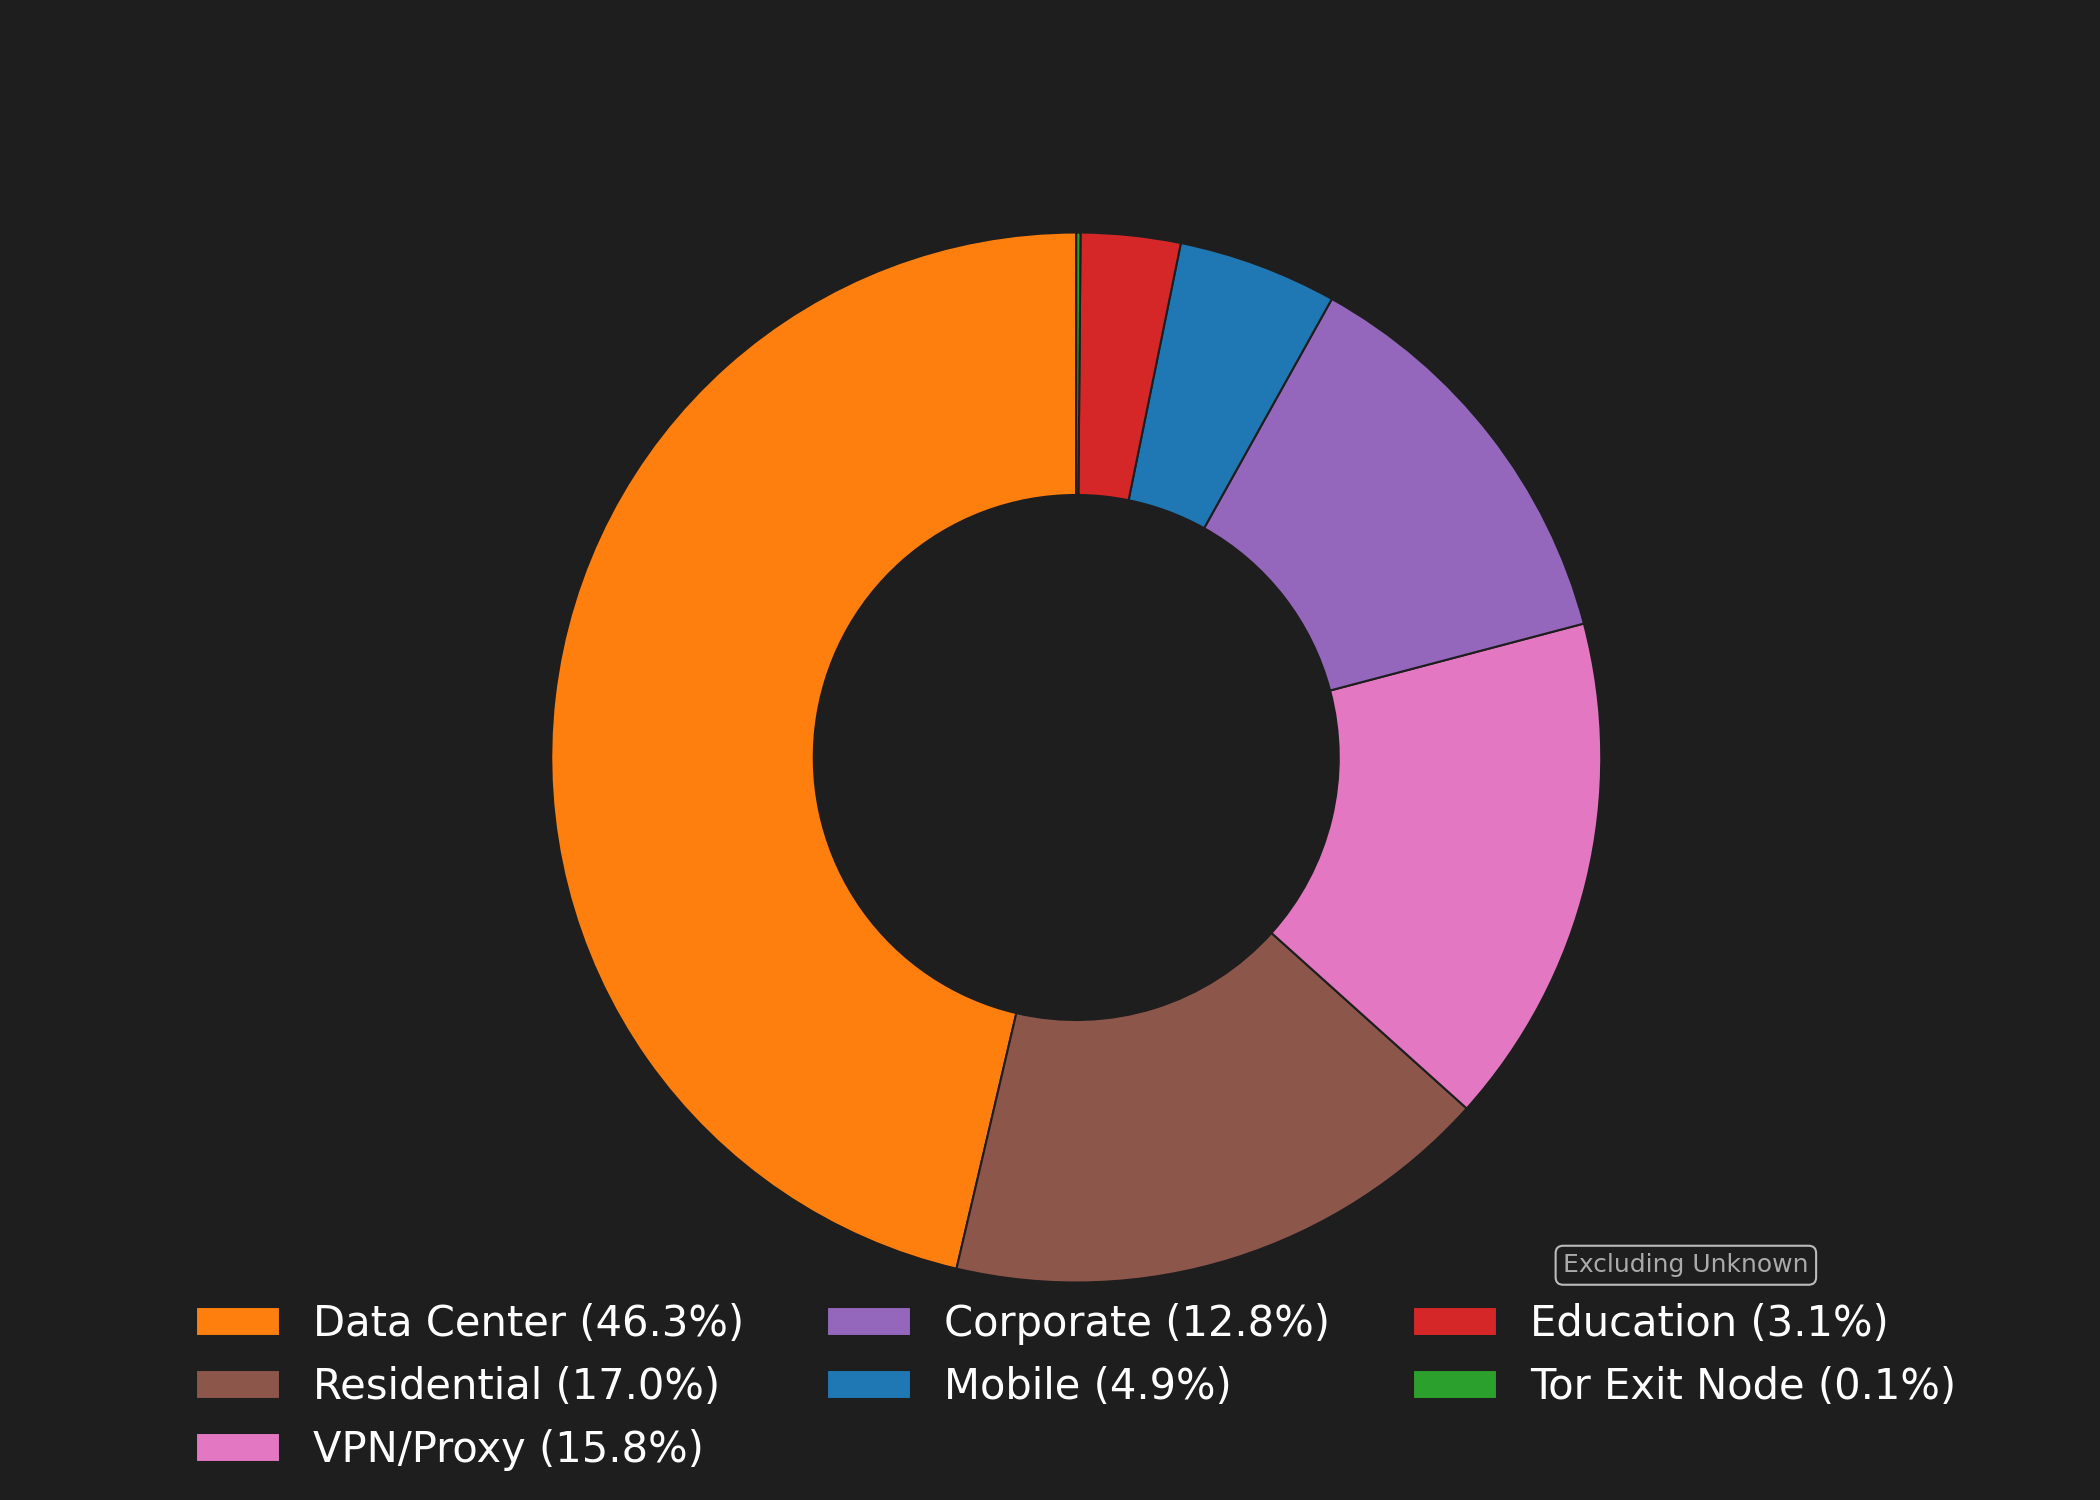 Excluding Unknown
Data Center (46.3%)
Residential (17.0%)
VPN/Proxy (15.8%)
Corporate (12.8%)
Mobile (4.9%)
Education (3.1%)
Tor Exit Node (0.1%)